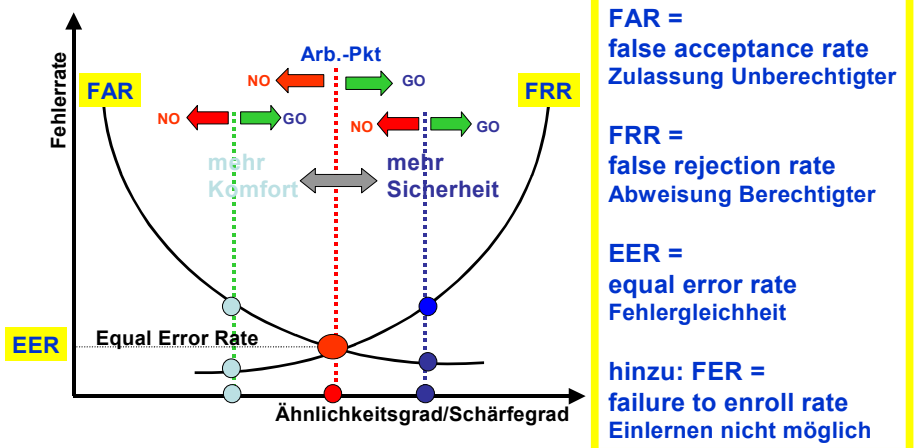 Fehlerrate
Arb.-Pkt
NO GO
FAR
FRR
NO GO
NO GO
mehr
Komfort
mehr
Sicherheit
Equal Error Rate
EER
Ähnlichkeitsgrad/Schärfegrad
FAR =
false acceptance rate
Zulassung Unberechtigter
FRR =
false rejection rate
Abweisung Berechtigter
EER =
equal error rate
Fehlergleichheit
hinzu: FER =
failure to enroll rate
Einlernen nicht möglich